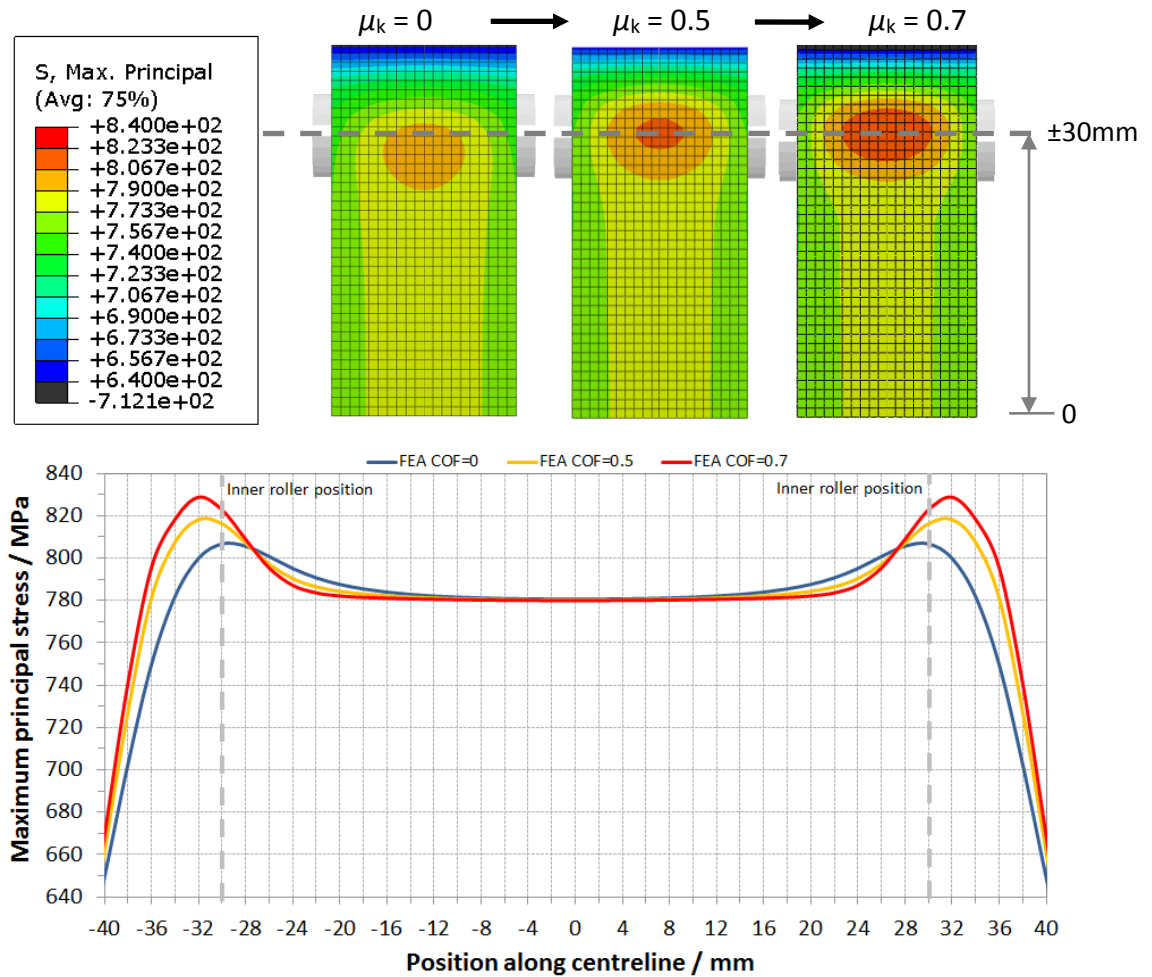 μk = 0
μk = 0.5
μk = 0.7
S, Max. Principal
(Avg: 75%)
+8.400e+02
+8.233e+02
+8.067e+02
+7.900e+02
+7.733e+02
+7.567e+02
+7.400e+02
+7.233e+02
+7.067e+02
+6.900e+02
+6.733e+02
+6.567e+02
+6.400e+02
-7.121e+02
±30mm
0
FEA COF=0
FEA COF=0.5
FEA COF=0.7
Inner roller position
Inner roller position
840
820
800
780
760
740
720
700
680
660
640
Maximum principal stress / MPa
-40 -36 -32 -28 -24 -20 -16 -12 -8 -4 0 4 8 12 16 20 24 28 32 36 40
Position along centreline / mm